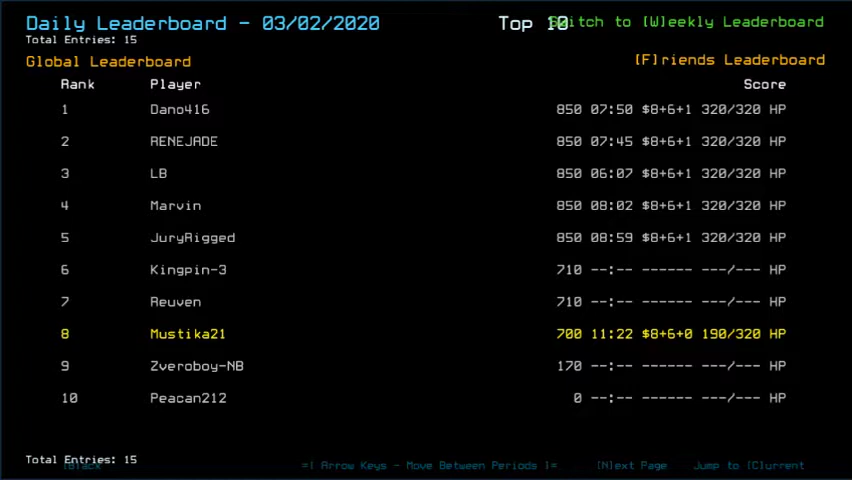 Daily Leaderboard - 03/02/2020 Top 10 Switch to [W]eekly Leaderboard
Total Entries: 15
Global Leaderboard [F]riends Leaderboard
Rank Player Score
1 Dano416 850 07:50 $8+6+1 320/320 HP
2 RENEJADE 850 07:45 $8+6+1 320/320 HP
3 LB 850 06:07 $8+6+1 320/320 HP
4 Marvin 850 08:02 $8+6+1 320/320 HP
5 JuryRigged 850 08:59 $8+6+1 320/320 HP
6 Kingpin-3 710 --:-- ------ ---/--- HP
7 Reuven 710 --:-- ------ ---/--- HP
8 Mustika21 700 11:22 $8+6+0 190/320 HP
9 Zveroboy-NB 170 --:-- ------ ---/--- HP
10 Peacan212 0 --:-- ------ ---/--- HP
Total Entries: 15
[B]ack =[ Arrow Keys - Move Between Periods ]= [N]ext Page Jump to [C]urrent